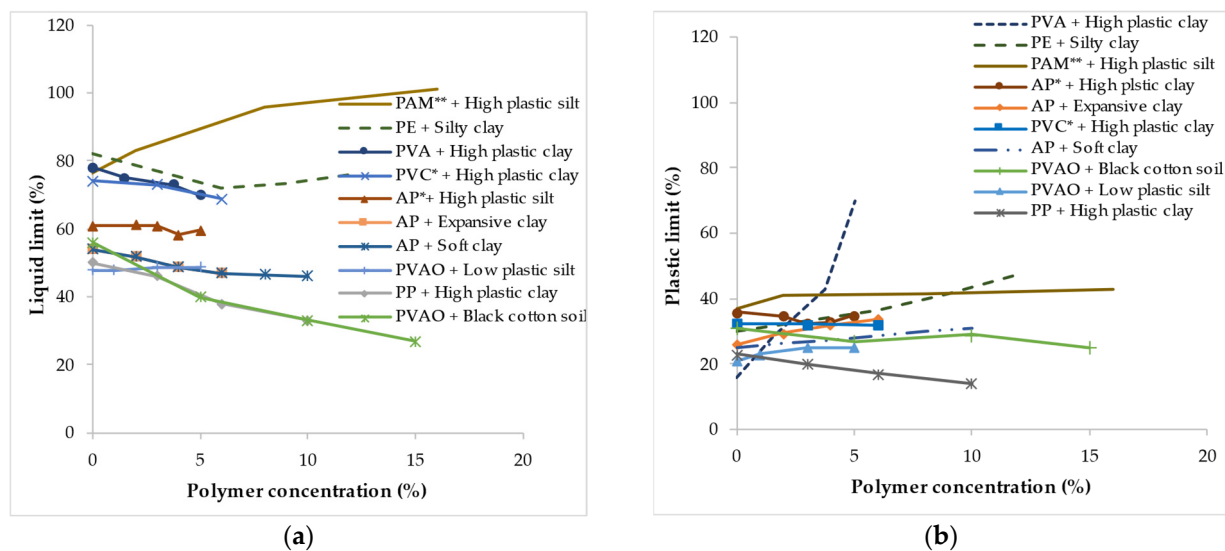 120
100
80
60
40
20
0
0 5 10 15 20
Liquid limit (%)
Polymer concentration (%)
PAM** + High plastic silt
PE + Silty clay
PVA + High plastic clay
PVC* + High plastic clay
AP*+ High plastic silt
AP + Expansive clay
AP + Soft clay
PVAO + Low plastic silt
PP + High plastic clay
PVAO + Black cotton soil
(a)
120
100
80
60
40
20
0
0 5 10 15 20
Plastic limit (%)
Polymer concentration (%)
PVA + High plastic clay
PE + Silty clay
PAM** + High plastic silt
AP* + High plstic clay
AP + Expansive clay
PVC* + High plastic clay
AP + Soft clay
PVAO + Black cotton soil
PVAO + Low plastic silt
PP + High plastic clay
(b)